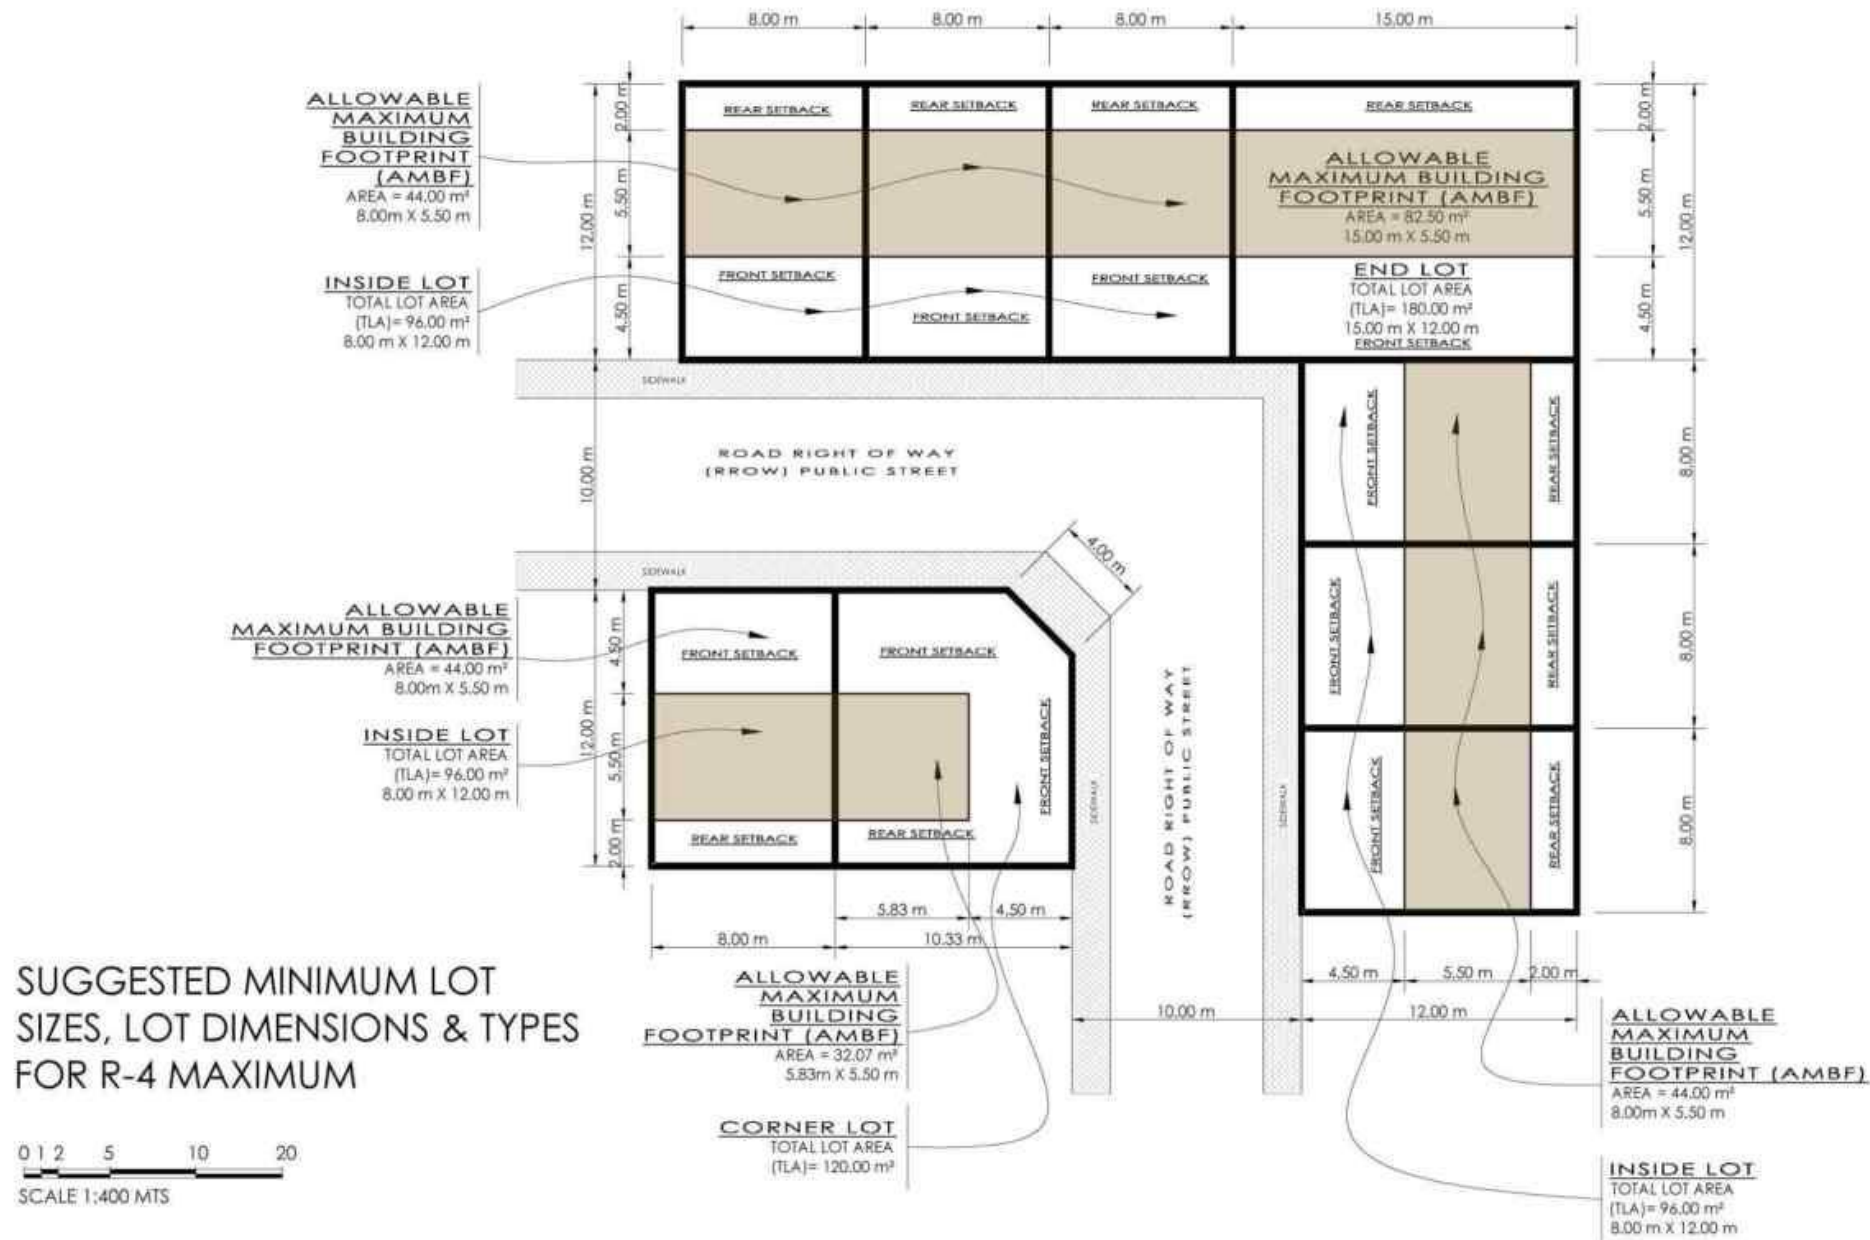 8.00 m
8.00 m
8.00 m
15.00 m
ALLOWABLE
MAXIMUM
BUILDING
FOOTPRINT
(AMBF)
AREA = 44.00 m²
8.00m X 5.50 m
INSIDE LOT
TOTAL LOT AREA
(TLA)= 96.00 m²
8.00 m X 12.00 m
12.00 m
2.00 m
5.50 m
4.50 m
REAR SETBACK
REAR SETBACK
REAR SETBACK
REAR SETBACK
ALLOWABLE
MAXIMUM BUILDING
FOOTPRINT (AMBF)
AREA = 82.50 m²
15.00 m X 5.50 m
FRONT SETBACK
FRONT SETBACK
FRONT SETBACK
END LOT
TOTAL LOT AREA
(TLA)= 180.00 m²
15.00 m X 12.00 m
FRONT SETBACK
2.00 m
5.50 m
4.50 m
12.00 m
SIDEWALK
10.00 m
ROAD RIGHT OF WAY
(RROW) PUBLIC STREET
SIDEWALK
4.00 m
FRONT SETBACK
REAR SETBACK
8.00 m
FRONT SETBACK
REAR SETBACK
8.00 m
FRONT SETBACK
REAR SETBACK
8.00 m
ALLOWABLE
MAXIMUM BUILDING
FOOTPRINT (AMBF)
AREA = 44.00 m²
8.00m X 5.50 m
INSIDE LOT
TOTAL LOT AREA
(TLA)= 96.00 m²
8.00 m X 12.00 m
12.00 m
4.50 m
5.50 m
2.00 m
FRONT SETBACK
FRONT SETBACK
FRONT SETBACK
REAR SETBACK
REAR SETBACK
SIDEWALK
ROAD RIGHT OF WAY
(RROW) PUBLIC STREET
SIDEWALK
5.83 m
4.50 m
8.00 m
10.33 m
10.00 m
4.50 m
5.50 m
2.00 m
12.00 m
SUGGESTED MINIMUM LOT
SIZES, LOT DIMENSIONS & TYPES
FOR R-4 MAXIMUM
0 1 2 5 10 20
SCALE 1:400 MTS
ALLOWABLE
MAXIMUM
BUILDING
FOOTPRINT (AMBF)
AREA = 32.07 m²
5.83m X 5.50 m
CORNER LOT
TOTAL LOT AREA
(TLA)= 120.00 m²
ALLOWABLE
MAXIMUM
BUILDING
FOOTPRINT (AMBF)
AREA = 44.00 m²
8.00m X 5.50 m
INSIDE LOT
TOTAL LOT AREA
(TLA)= 96.00 m²
8.00 m X 12.00 m